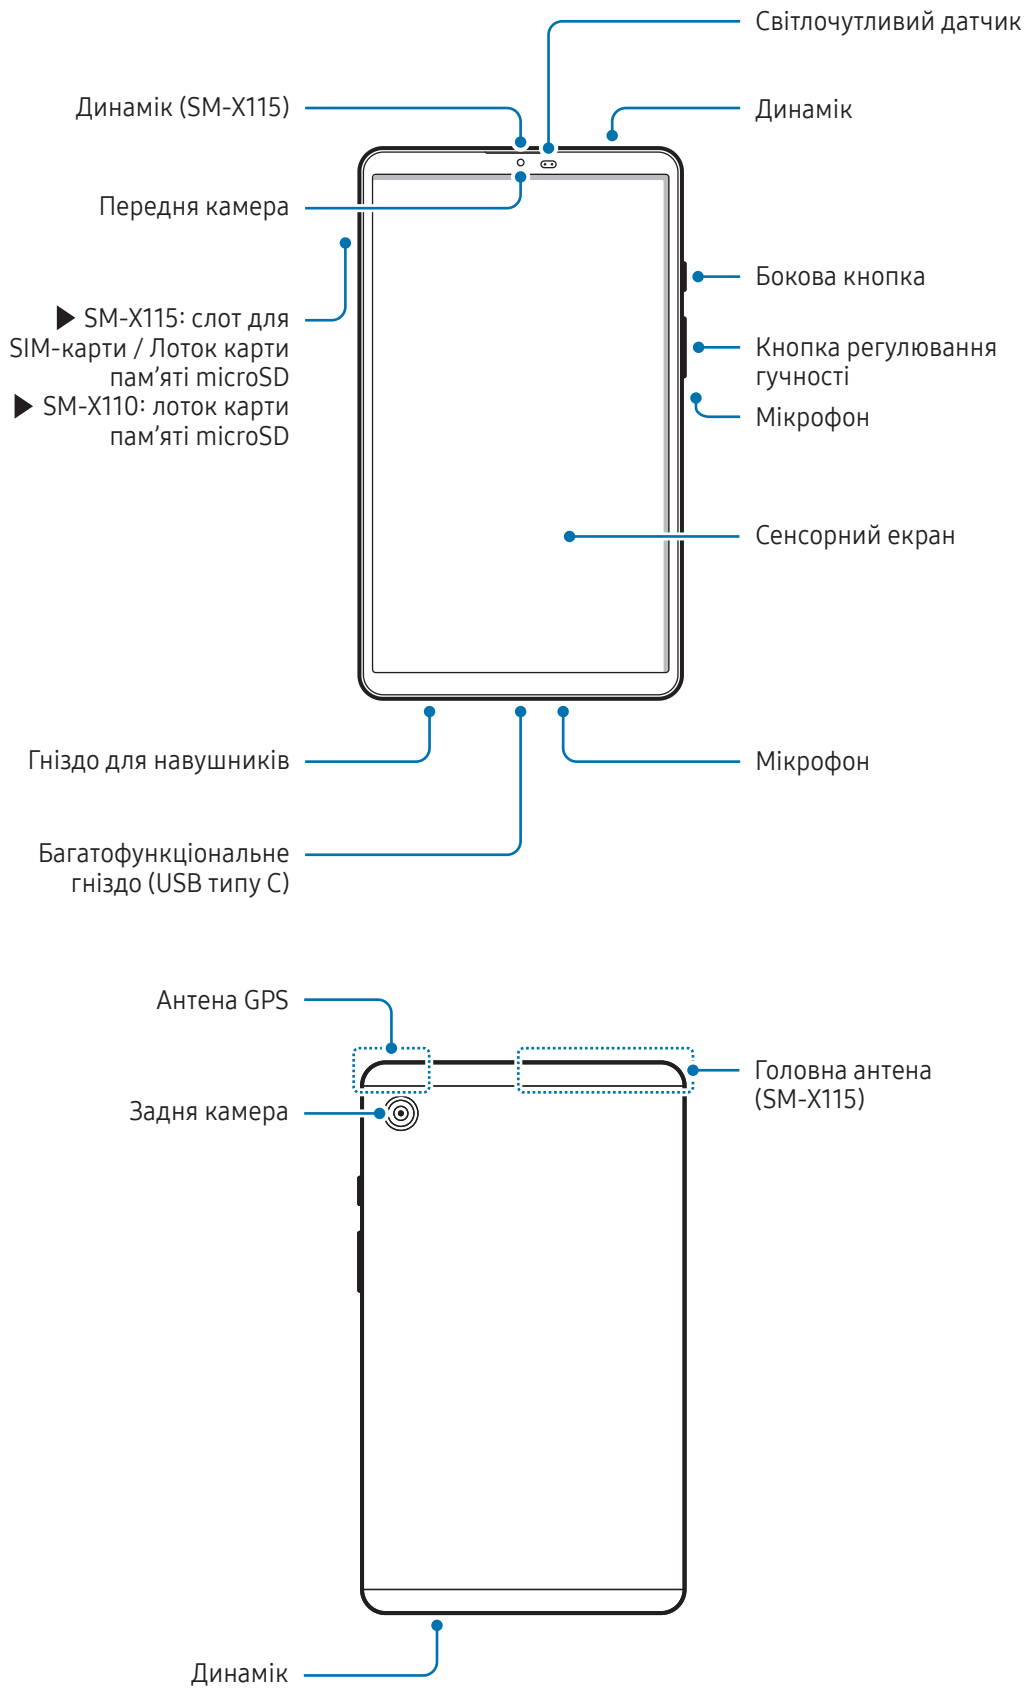 Світлочутливий датчик
Динамік (SM-X115)
Динамік
Передня камера
Бокова кнопка
▶ SM-X115: слот для
SIM-карти / Лоток карти
пам’яті microSD
▶ SM-X110: лоток карти
пам’яті microSD
Кнопка регулювання
гучності
Мікрофон
Сенсорний екран
Гніздо для навушників
Мікрофон
Багатофункціональне
гніздо (USB типу C)
Антена GPS
Головна антена
(SM-X115)
Задня камера
Динамік